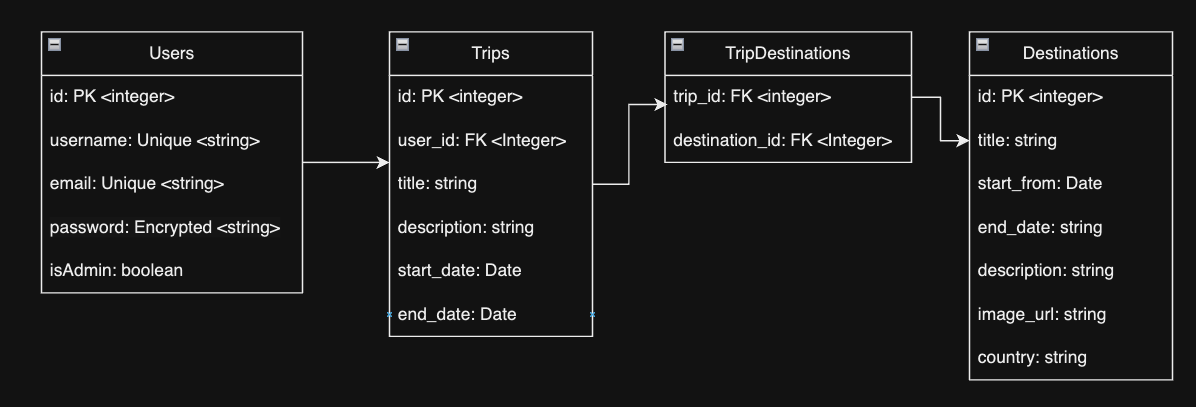 Users
id: PK <integer>
username: Unique <string>
email: Unique <string>
password: Encrypted <string>
isAdmin: boolean
Trips
id: PK <integer>
user_id: FK <Integer>
title: string
description: string
start_date: Date
end_date: Date
TripDestinations
trip_id: FK <integer>
destination_id: FK <Integer>
Destinations
id: PK <integer>
title: string
start_from: Date
end_date: string
description: string
image_url: string
country: string